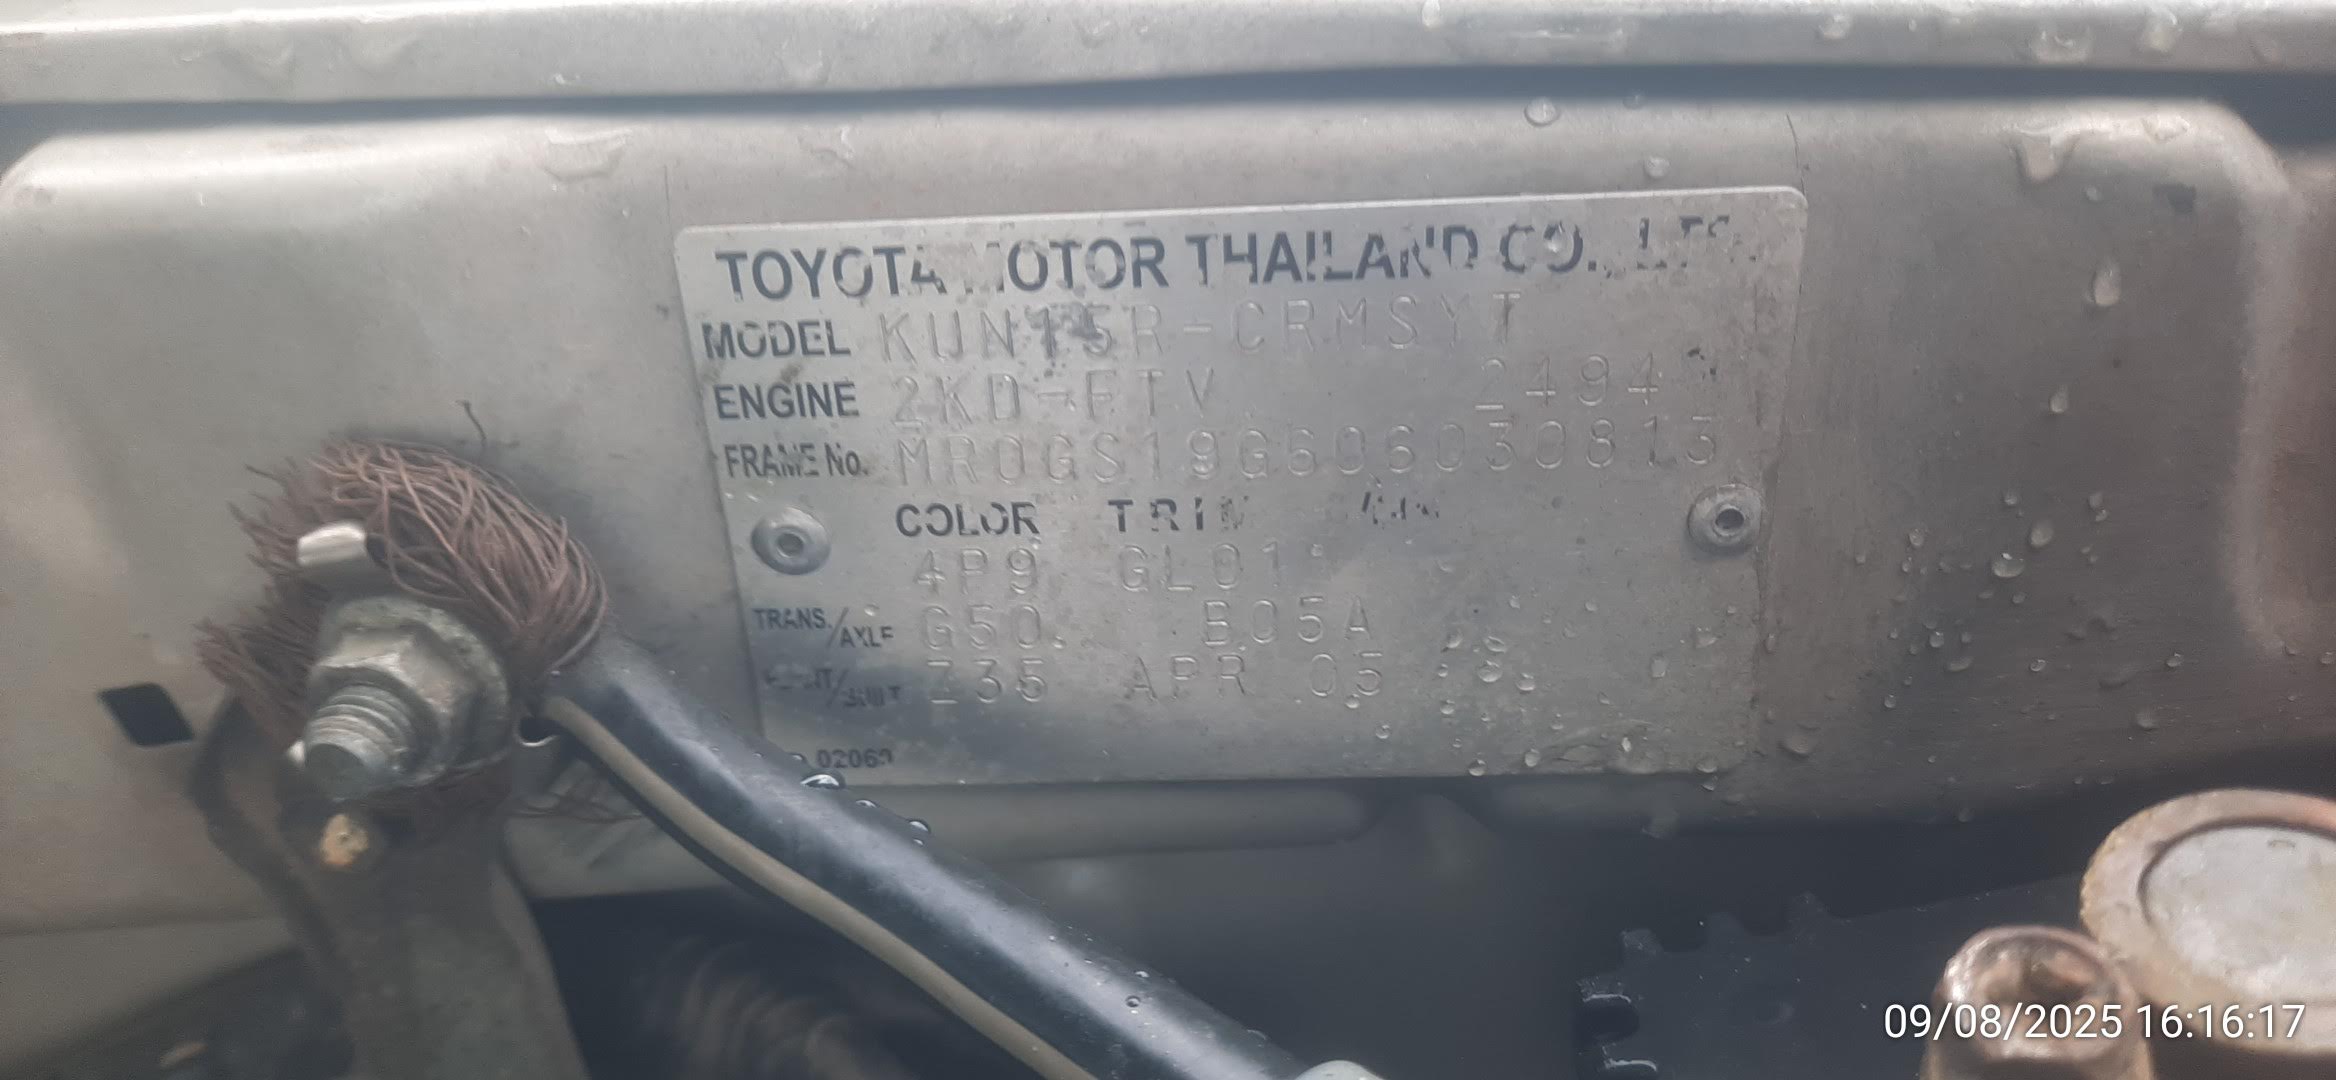 TOYOTA MOTOR THAILAND CO., LTD.
MODEL KUN15R-CRMSYT
ENGINE 2KD-FTV 2494
FRAME No. MR0GS19G606030813
COLOR TRIM
4P9 GL01
TRANS./AXLE G50 B05A
Z35 APR 05
02060
09/08/2025 16:16:17